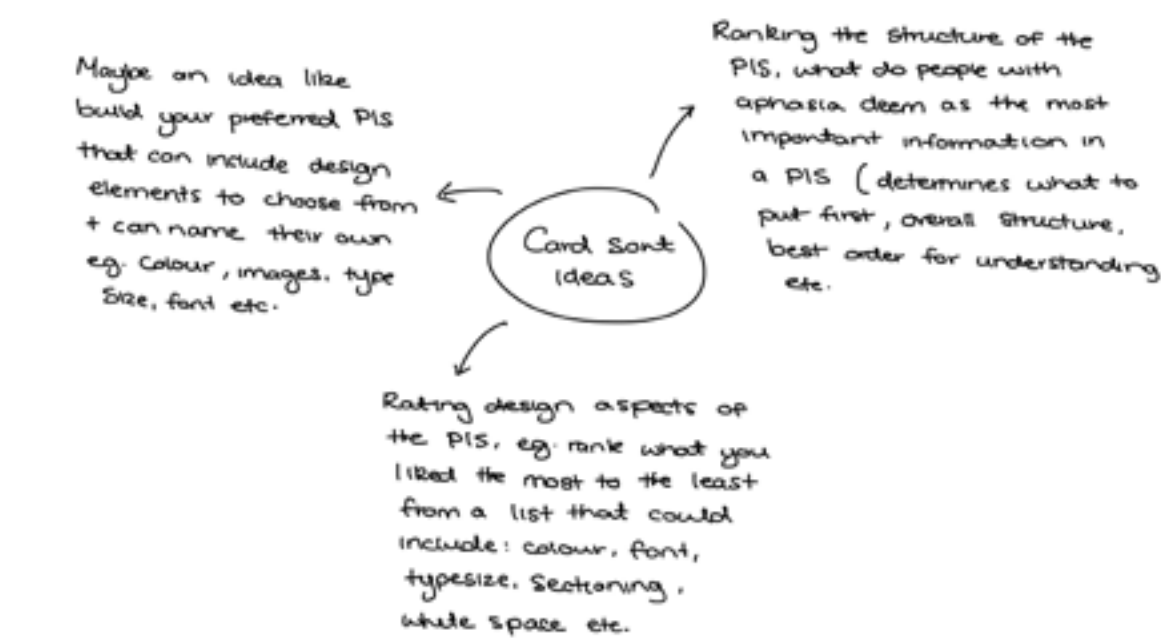 Card sort
ideas
Maybe an idea like
build your preferred PIS
that can include design
elements to choose from
+ can name their own
eg. colour, images, type
size, font etc.
Ranking the structure of the
PIS, what do people with
aphasia deem as the most
important information in
a PIS (determines what to
put first, overall structure,
best order for understanding
etc.
Rating design aspects of
the PIS, eg. rank what you
liked the most to the least
from a list that could
include: colour, font,
typesize, sectioning,
white space etc.